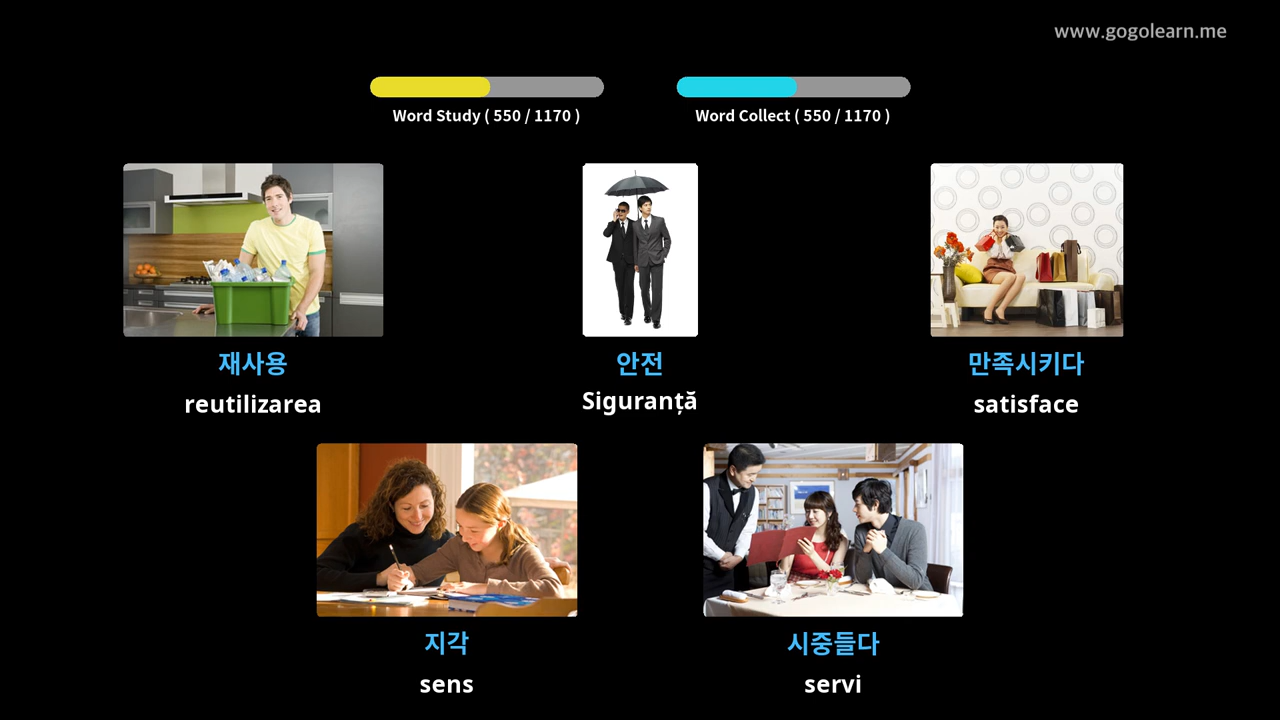 www.gogolearn.me
Word Study ( 550 / 1170 )
Word Collect ( 550 / 1170 )
재사용
reutilizarea
안전
Siguranță
만족시키다
satisface
지각
sens
시중들다
servi